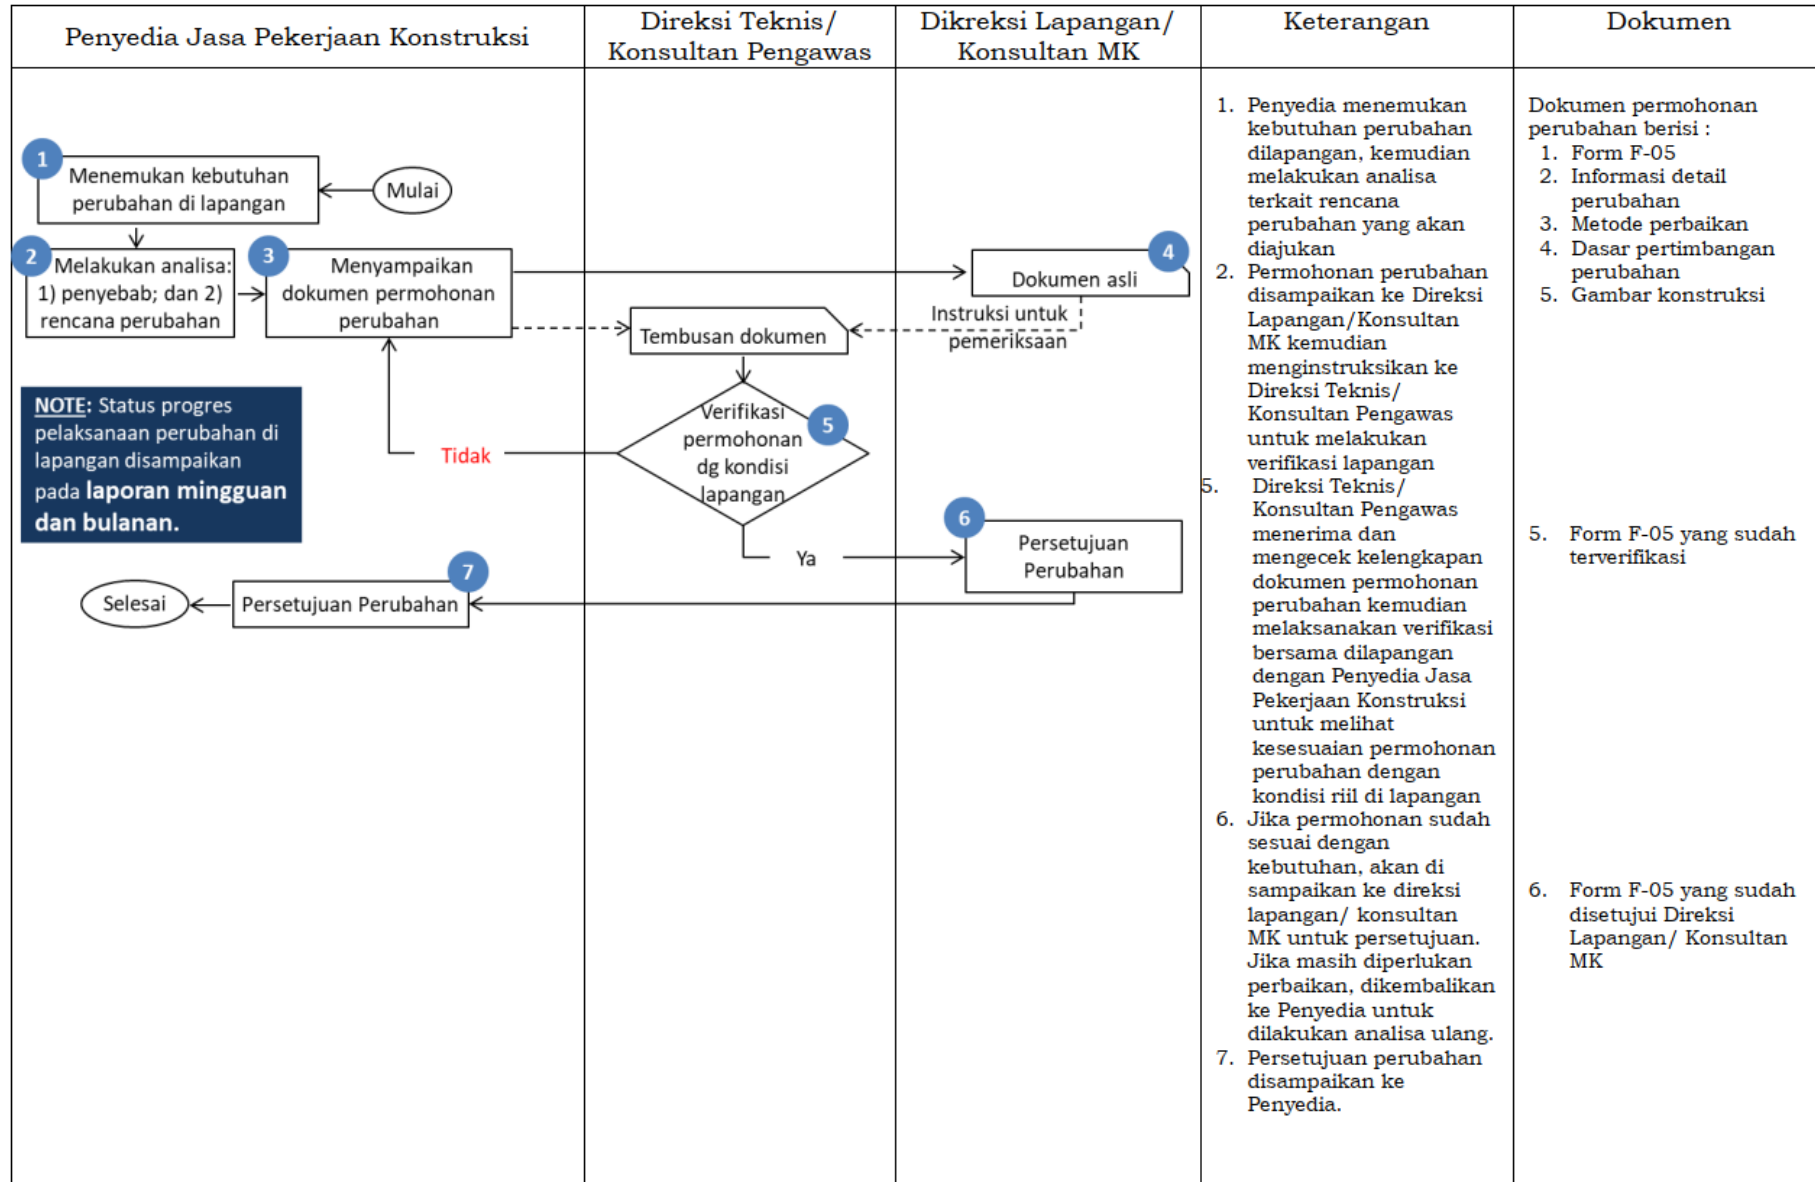 Penyedia Jasa Pekerjaan Konstruksi
Direksi Teknis/
Konsultan Pengawas
Dikreksi Lapangan/
Konsultan MK
Keterangan
Dokumen
1
Menemukan kebutuhan
perubahan di lapangan
Mulai
2
Melakukan analisa:
1) penyebab; dan 2)
rencana perubahan
3
Menyampaikan
dokumen permohonan
perubahan
4
Dokumen asli
Instruksi untuk
pemeriksaan
Tembusan dokumen
Verifikasi
permohonan
dg kondisi
lapangan
5
Tidak
NOTE: Status progres
pelaksanaan perubahan di
lapangan disampaikan
pada laporan mingguan
dan bulanan.
Ya
6
Persetujuan
Perubahan
7
Persetujuan Perubahan
Selesai
1. Penyedia menemukan
kebutuhan perubahan
dilapangan, kemudian
melakukan analisa
terkait rencana
perubahan yang akan
diajukan
2. Permohonan perubahan
disampaikan ke Direksi
Lapangan/Konsultan
MK kemudian
menginstruksikan ke
Direksi Teknis/
Konsultan Pengawas
untuk melakukan
verifikasi lapangan
5. Direksi Teknis/
Konsultan Pengawas
menerima dan
mengecek kelengkapan
dokumen permohonan
perubahan kemudian
melaksanakan verifikasi
bersama dilapangan
dengan Penyedia Jasa
Pekerjaan Konstruksi
untuk melihat
kesesuaian permohonan
perubahan dengan
kondisi riil di lapangan
6. Jika permohonan sudah
sesuai dengan
kebutuhan, akan di
sampaikan ke direksi
lapangan/ konsultan
MK untuk persetujuan.
Jika masih diperlukan
perbaikan, dikembalikan
ke Penyedia untuk
dilakukan analisa ulang.
7. Persetujuan perubahan
disampaikan ke
Penyedia.
Dokumen permohonan
perubahan berisi :
1. Form F-05
2. Informasi detail
perubahan
3. Metode perbaikan
4. Dasar pertimbangan
perubahan
5. Gambar konstruksi
5. Form F-05 yang sudah
terverifikasi
6. Form F-05 yang sudah
disetujui Direksi
Lapangan/ Konsultan
MK